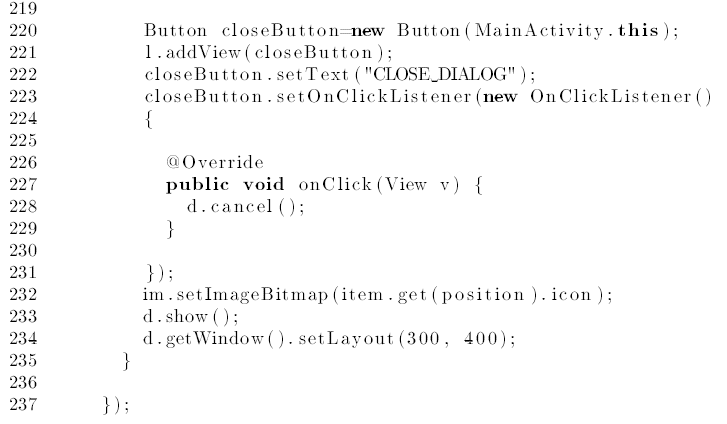 219
220 Button closeButton=new Button(MainActivity.this);
221 l.addView(closeButton);
222 closeButton.setText("CLOSE_DIALOG");
223 closeButton.setOnClickListener(new OnClickListener()
224 {
225
226 @Override
227 public void onClick(View v) {
228 d.cancel();
229 }
230
231 });
232 im.setImageBitmap(item.get(position).icon);
233 d.show();
234 d.getWindow().setLayout(300, 400);
235 }
236
237 });